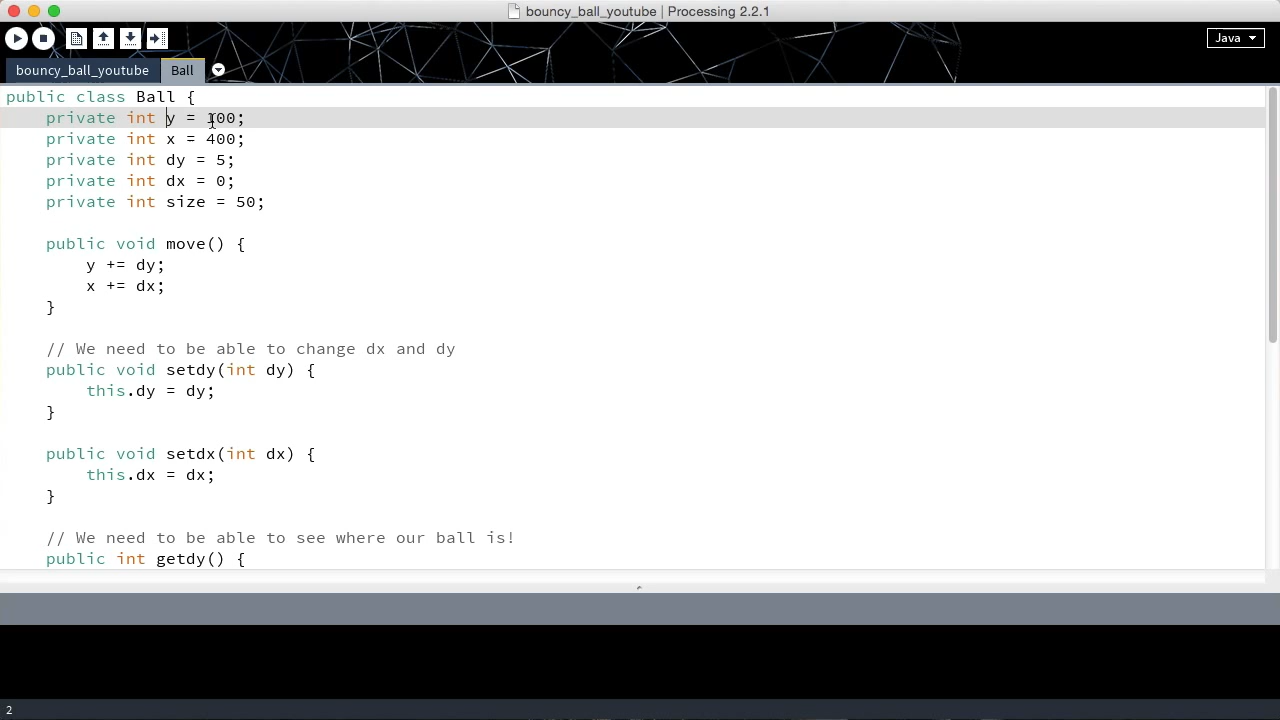 bouncy_ball_youtube | Processing 2.2.1
Java
bouncy_ball_youtube Ball
public class Ball {
    private int y = 100;
    private int x = 400;
    private int dy = 5;
    private int dx = 0;
    private int size = 50;
    public void move() {
        y += dy;
        x += dx;
    }
    // We need to be able to change dx and dy
    public void setdy(int dy) {
        this.dy = dy;
    }
    public void setdx(int dx) {
        this.dx = dx;
    }
    // We need to be able to see where our ball is!
    public int getdy() {
2